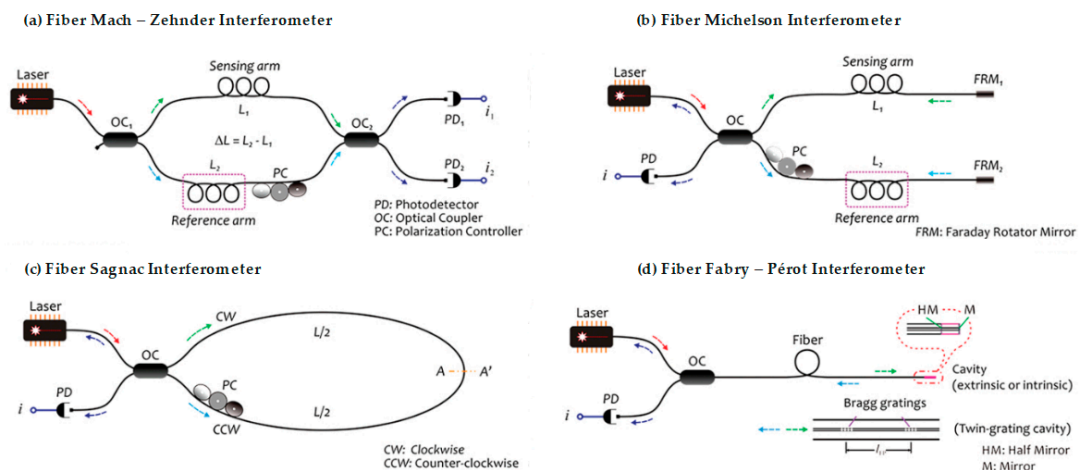 (a) Fiber Mach – Zehnder Interferometer
Laser
OC₁
Sensing arm
L₁
ΔL = L₂ - L₁
L₂
PC
Reference arm
OC₂
PD₁
i₁
PD₂
i₂
PD: Photodetector
OC: Optical Coupler
PC: Polarization Controller
(b) Fiber Michelson Interferometer
Laser
Sensing arm
L₁
FRM₁
OC
PC
PD
i
L₂
FRM₂
Reference arm
FRM: Faraday Rotator Mirror
(c) Fiber Sagnac Interferometer
Laser
CW
L/2
OC
A
A'
PC
PD
i
L/2
CCW
CW: Clockwise
CCW: Counter-clockwise
(d) Fiber Fabry – Pérot Interferometer
Laser
HM
M
Fiber
OC
Cavity
(extrinsic or intrinsic)
PD
i
Bragg gratings
(Twin-grating cavity)
HM: Half Mirror
M: Mirror